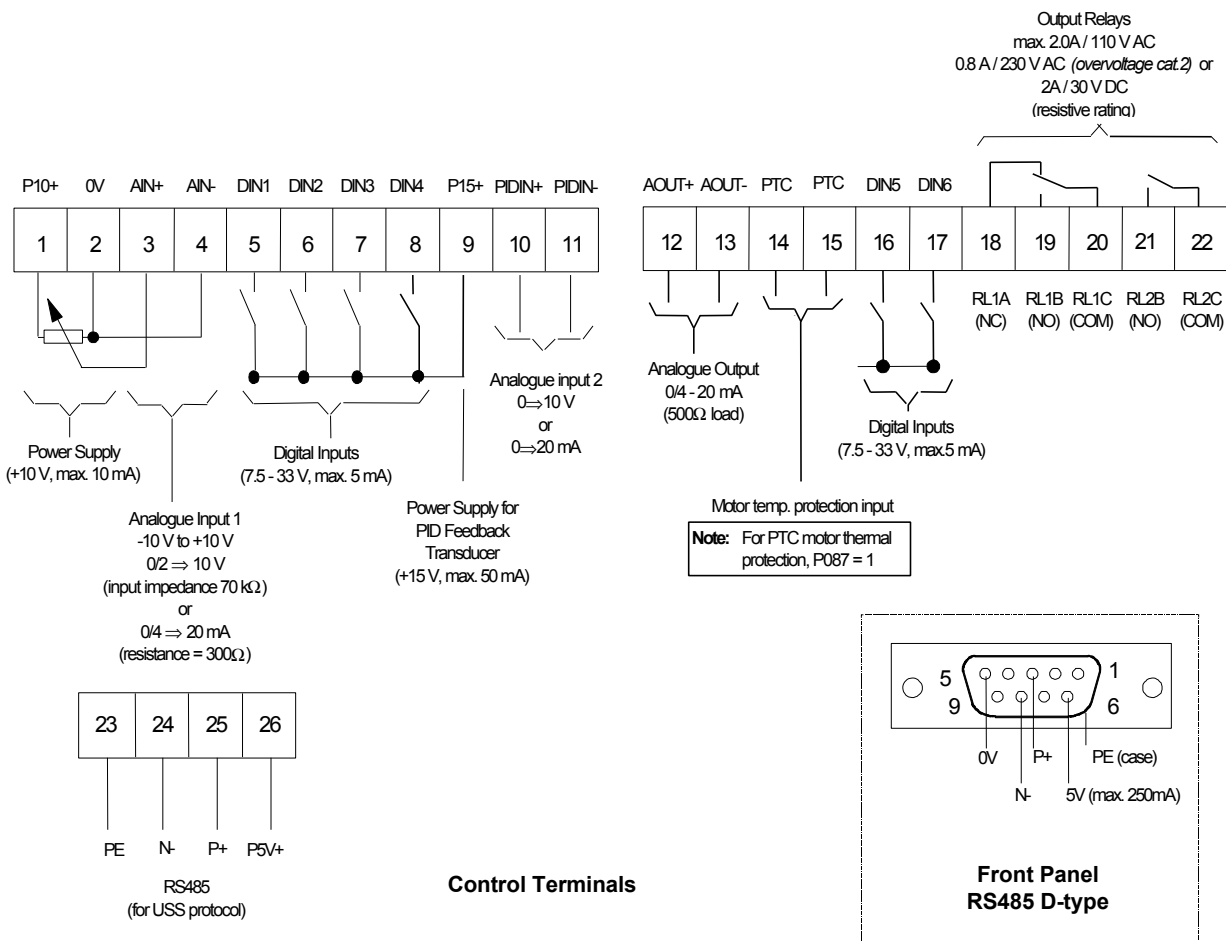 Output Relays
max. 2.0A / 110 V AC
0.8 A / 230 V AC (overvoltage cat.2) or
2A / 30 V DC
(resistive rating)
P10+ 0V AIN+ AIN- DIN1 DIN2 DIN3 DIN4 P15+ PIDIN+ PIDIN-
1 2 3 4 5 6 7 8 9 10 11
AOUT+ AOUT- PTC PTC DIN5 DIN6
12 13 14 15 16 17 18 19 20 21 22
RL1A RL1B RL1C RL2B RL2C
(NC) (NO) (COM) (NO) (COM)
Power Supply
(+10 V, max. 10 mA)
Analogue Input 1
-10 V to +10 V
0/2 ⇒ 10 V
(input impedance 70 kΩ)
or
0/4 ⇒ 20 mA
(resistance = 300Ω)
Digital Inputs
(7.5 - 33 V, max. 5 mA)
Power Supply for
PID Feedback
Transducer
(+15 V, max. 50 mA)
Analogue input 2
0⇒10 V
or
0⇒20 mA
Analogue Output
0/4 - 20 mA
(500Ω load)
Motor temp. protection input
Note: For PTC motor thermal
protection, P087 = 1
Digital Inputs
(7.5 - 33 V, max.5 mA)
23 24 25 26
PE N- P+ P5V+
RS485
(for USS protocol)
Control Terminals
5 1
9 6
0V P+ PE (case)
N- 5V (max. 250mA)
Front Panel
RS485 D-type